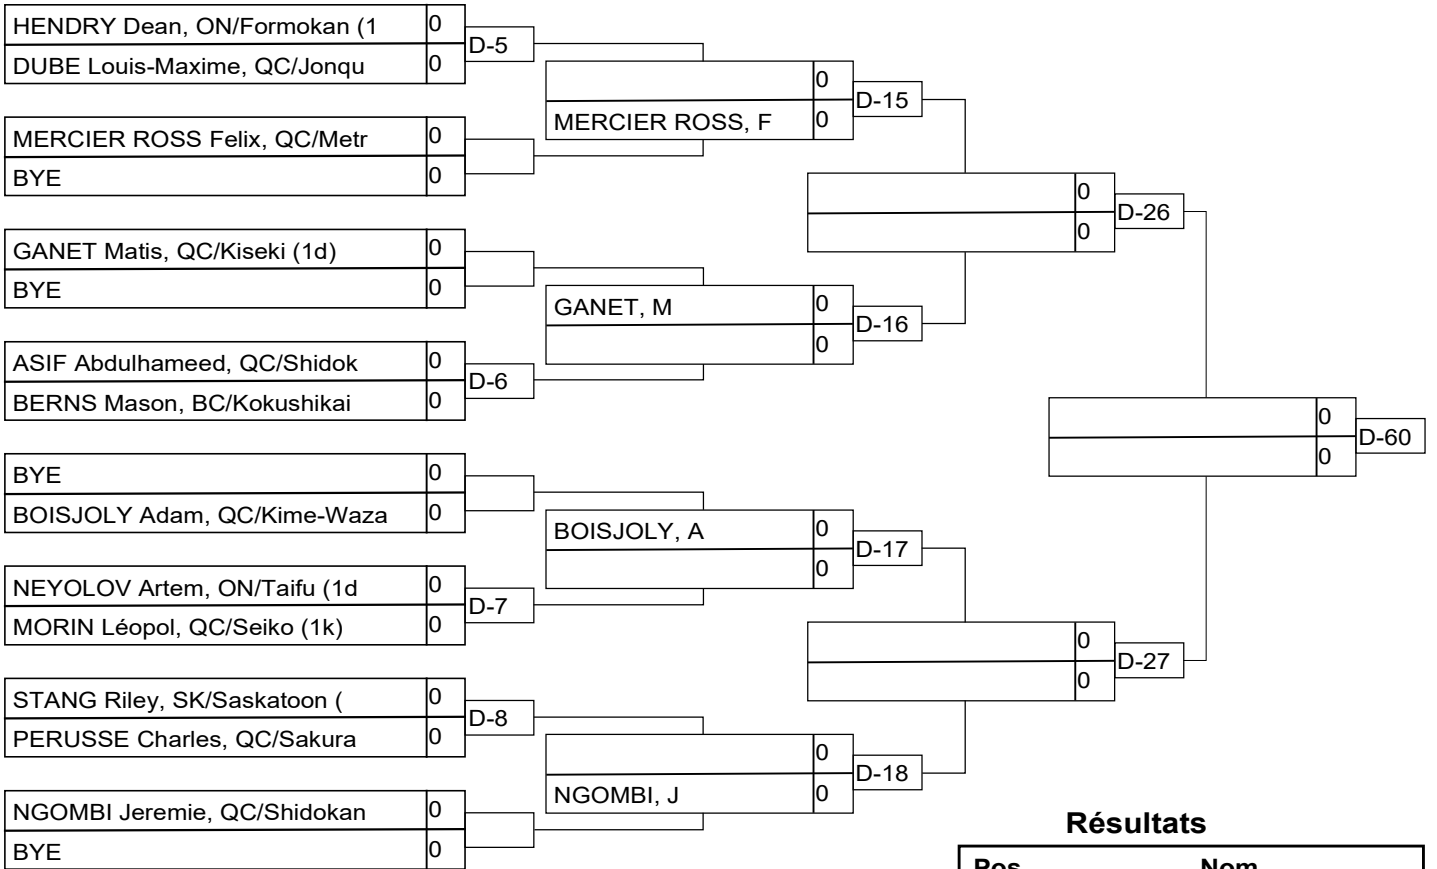 HENDRY Dean, ON/Formokan (1 0
D-5
DUBE Louis-Maxime, QC/Jonqu 0
0
D-15
MERCIER ROSS, F 0
MERCIER ROSS Felix, QC/Metr 0
BYE 0
0
D-26
0
GANET Matis, QC/Kiseki (1d) 0
BYE 0
GANET, M 0
D-16
0
ASIF Abdulhameed, QC/Shidok 0
D-6
BERNS Mason, BC/Kokushikai 0
0
D-60
0
BYE 0
BOISJOLY Adam, QC/Kime-Waza 0
BOISJOLY, A 0
D-17
0
NEYOLOV Artem, ON/Taifu (1d 0
D-7
MORIN Léopol, QC/Seiko (1k) 0
0
D-27
0
STANG Riley, SK/Saskatoon ( 0
D-8
PERUSSE Charles, QC/Sakura 0
0
D-18
NGOMBI, J 0
NGOMBI Jeremie, QC/Shidokan 0
BYE 0
Résultats
Pos Nom